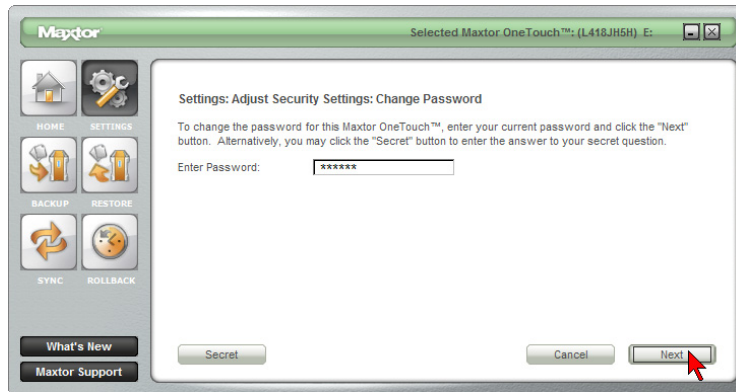 Maxtor
Selected Maxtor OneTouch™: (L418JH5H) E:
HOME SETTINGS
BACKUP RESTORE
SYNC ROLLBACK
What's New
Maxtor Support
Settings: Adjust Security Settings: Change Password
To change the password for this Maxtor OneTouch™, enter your current password and click the "Next"
button. Alternatively, you may click the "Secret" button to enter the answer to your secret question.
Enter Password: ******
Secret Cancel Next